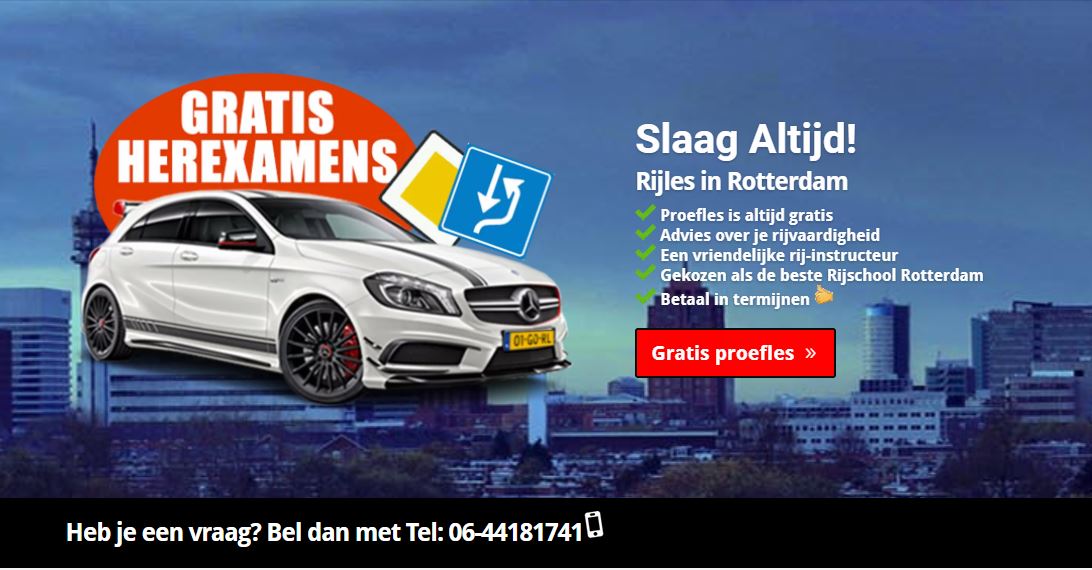 GRATIS
HEREXAMENS
01-GD-RL
Slaag Altijd!
Rijles in Rotterdam
Proefles is altijd gratis
Advies over je rijvaardigheid
Een vriendelijke rij-instructeur
Gekozen als de beste Rijschool Rotterdam
Betaal in termijnen
Gratis proefles »
Heb je een vraag? Bel dan met Tel: 06-44181741